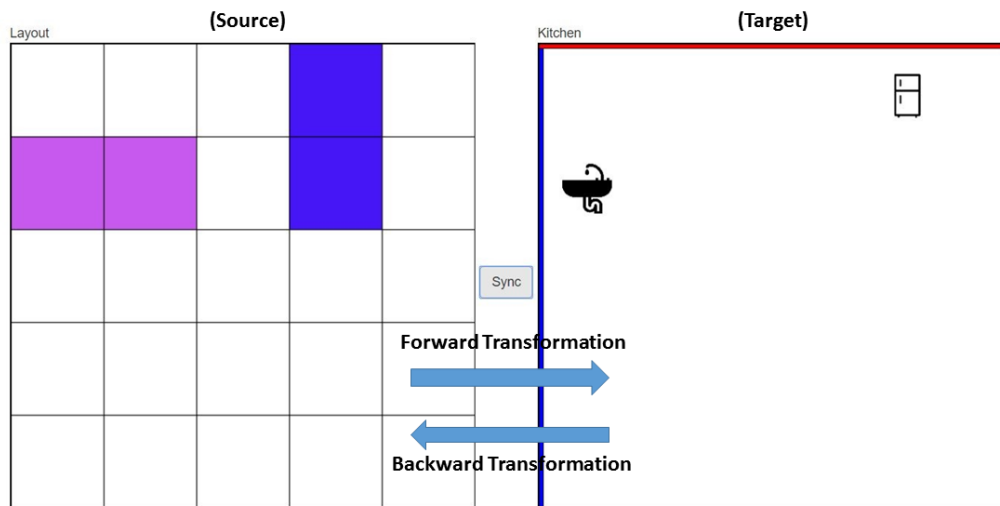 (Source)
(Target)
Layout
Kitchen
Sync
Forward Transformation
Backward Transformation